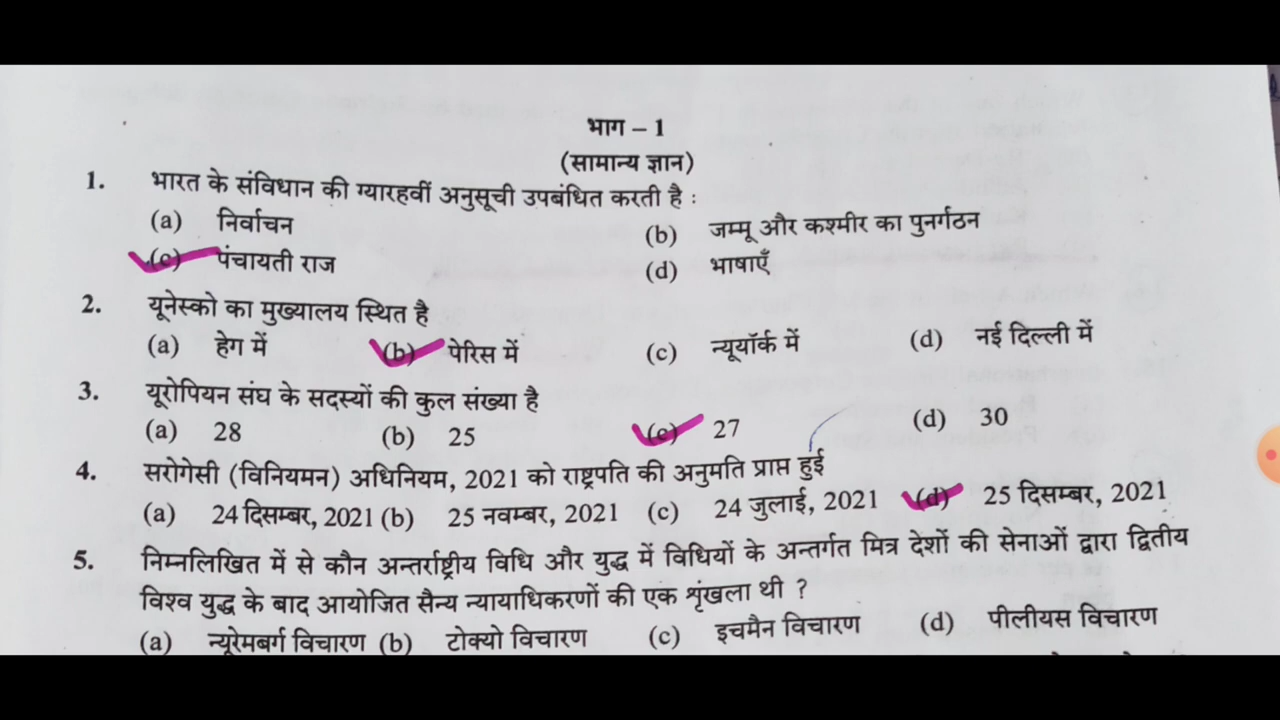 भाग – 1
(सामान्य ज्ञान)
1. भारत के संविधान की ग्यारहवीं अनुसूची उपबंधित करती है :
(a) निर्वाचन (b) जम्मू और कश्मीर का पुनर्गठन
(c) पंचायती राज (d) भाषाएँ
2. यूनेस्को का मुख्यालय स्थित है
(a) हेग में (b) पेरिस में (c) न्यूयॉर्क में (d) नई दिल्ली में
3. यूरोपियन संघ के सदस्यों की कुल संख्या है
(a) 28 (b) 25 (c) 27 (d) 30
4. सरोगेसी (विनियमन) अधिनियम, 2021 को राष्ट्रपति की अनुमति प्राप्त हुई
(a) 24 दिसम्बर, 2021 (b) 25 नवम्बर, 2021 (c) 24 जुलाई, 2021 (d) 25 दिसम्बर, 2021
5. निम्नलिखित में से कौन अन्तर्राष्ट्रीय विधि और युद्ध में विधियों के अन्तर्गत मित्र देशों की सेनाओं द्वारा द्वितीय
विश्व युद्ध के बाद आयोजित सैन्य न्यायाधिकरणों की एक शृंखला थी ?
(a) न्यूरेमबर्ग विचारण (b) टोक्यो विचारण (c) इचमैन विचारण (d) पीलीयस विचारण